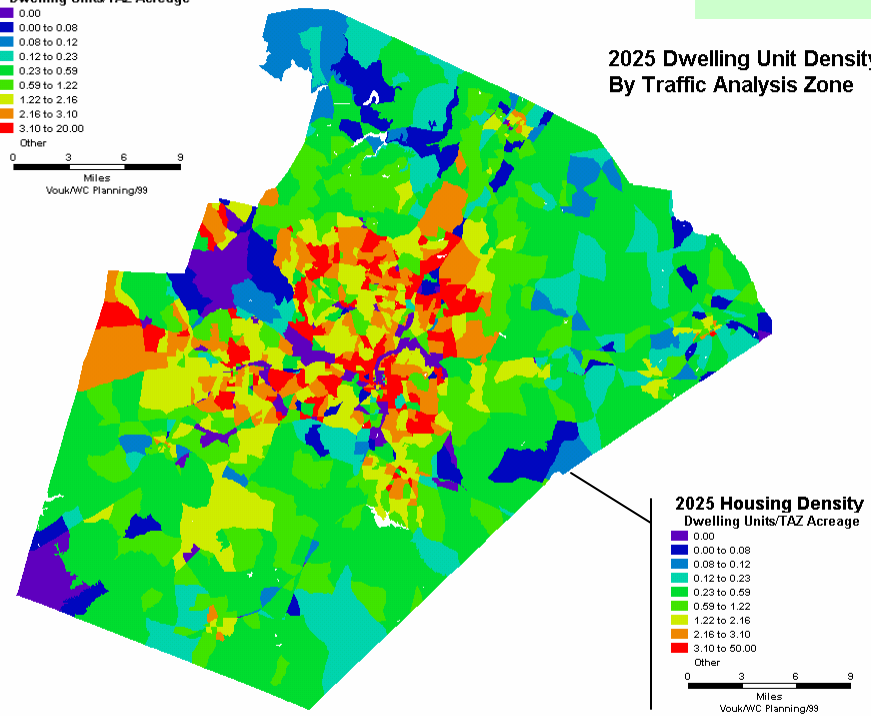 Dwelling Units/TAZ Acreage
0.00
0.00 to 0.08
0.08 to 0.12
0.12 to 0.23
0.23 to 0.59
0.59 to 1.22
1.22 to 2.16
2.16 to 3.10
3.10 to 20.00
Other
0 3 6 9
Miles
Vouk/WC Planning/99
2025 Dwelling Unit Density
By Traffic Analysis Zone
2025 Housing Density
Dwelling Units/TAZ Acreage
0.00
0.00 to 0.08
0.08 to 0.12
0.12 to 0.23
0.23 to 0.59
0.59 to 1.22
1.22 to 2.16
2.16 to 3.10
3.10 to 50.00
Other
0 3 6 9
Miles
Vouk/WC Planning/99